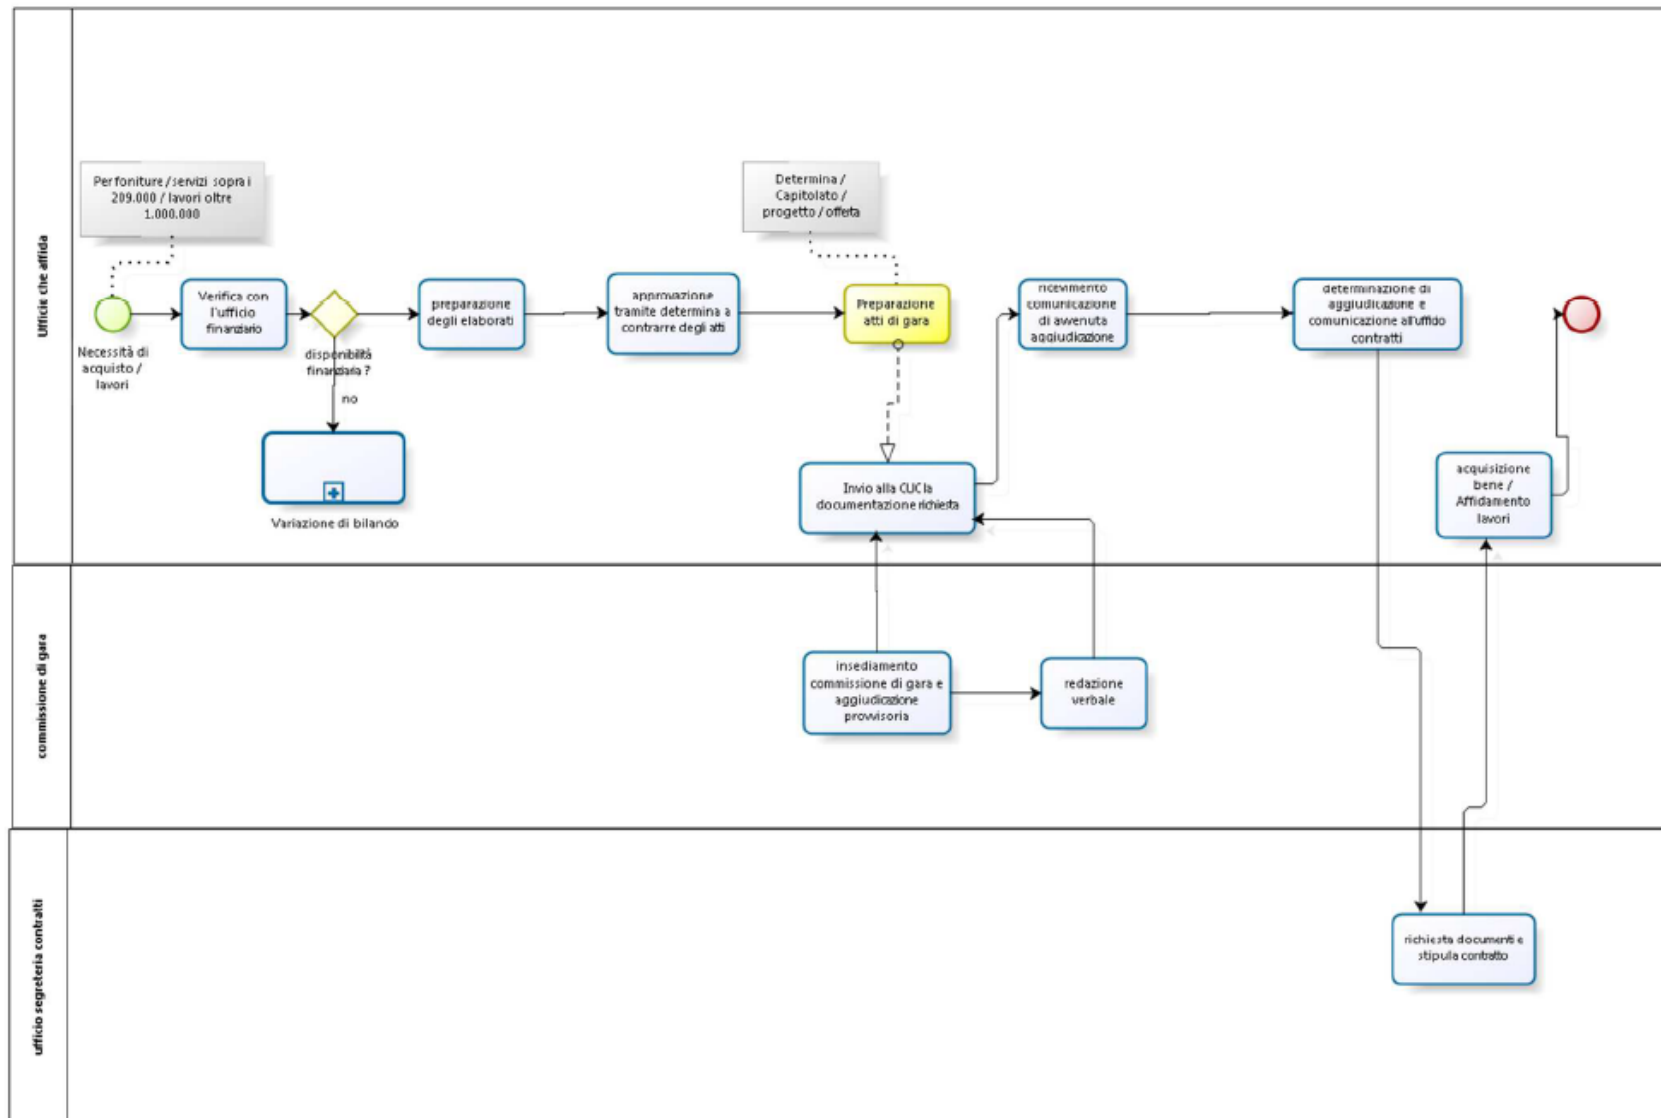 Ufficio che affida
Per foniture / servizi sopra i
209.000 / lavori oltre
1.000.000
Necessità di
acquisto /
lavori
Verifica con
l'ufficio
finanziario
disponibilità
finanziaria ?
no
Variazione di bilancio
preparazione
degli elaborati
approvazione
tramite determina a
contrarre degli atti
Determina /
Capitolato /
progetto / offerta
Preparazione
atti di gara
Invio alla CUC la
documentazione richiesta
ricevimento
comunicazione
di avvenuta
aggiudicazione
determinazione di
aggiudicazione e
comunicazione all'ufficio
contratti
acquisizione
bene /
Affidamento
lavori
commissione di gara
insediamento
commissione di gara e
aggiudicazione
provvisoria
redazione
verbale
ufficio segreteria contratti
richiesta documenti e
stipula contratto